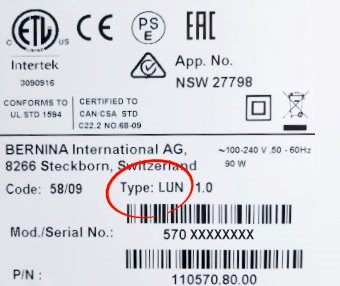 ETL
C US
CE
PS
E
EAC
Intertek
0090916
App. No.
NSW 27798
CONFORMS TO
UL STD 1594
CERTIFIED TO
CAN/CSA STD
C22.2 NO.68-09
BERNINA International AG,
8266 Steckborn, Switzerland
~100-240 V .50 - 60Hz
90 W
Code: 58/09 Type: LUN 1.0
Mod./Serial No.: 570 XXXXXXXX
P/N : 110570.80.00